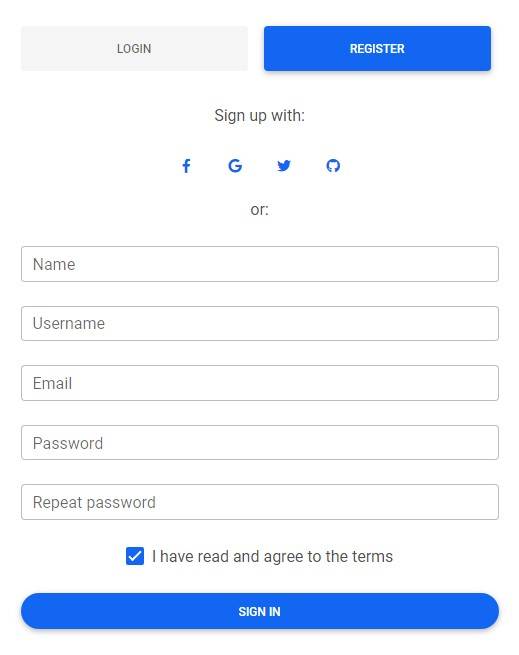 LOGIN
REGISTER
Sign up with:
or:
Name
Username
Email
Password
Repeat password
I have read and agree to the terms
SIGN IN